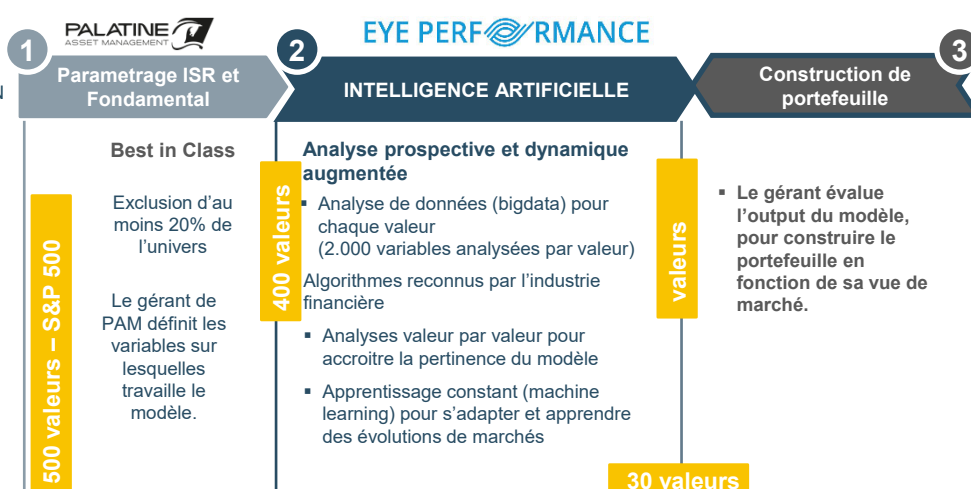 PALATINE
ASSET MANAGEMENT
EYE PERFORMANCE
1
2
3
N
Parametrage ISR et
Fondamental
INTELLIGENCE ARTIFICIELLE
Construction de
portefeuille
500 valeurs – S&P 500
Best in Class
Exclusion d’au
moins 20% de
l’univers
Le gérant de
PAM définit les
variables sur
lesquelles
travaille le
modèle.
400 valeurs
Analyse prospective et dynamique
augmentée
▪ Analyse de données (bigdata) pour
chaque valeur
(2.000 variables analysées par valeur)
Algorithmes reconnus par l’industrie
financière
▪ Analyses valeur par valeur pour
accroitre la pertinence du modèle
▪ Apprentissage constant (machine
learning) pour s’adapter et apprendre
des évolutions de marchés
valeurs
▪ Le gérant évalue
l’output du modèle,
pour construire le
portefeuille en
fonction de sa vue de
marché.
30 valeurs